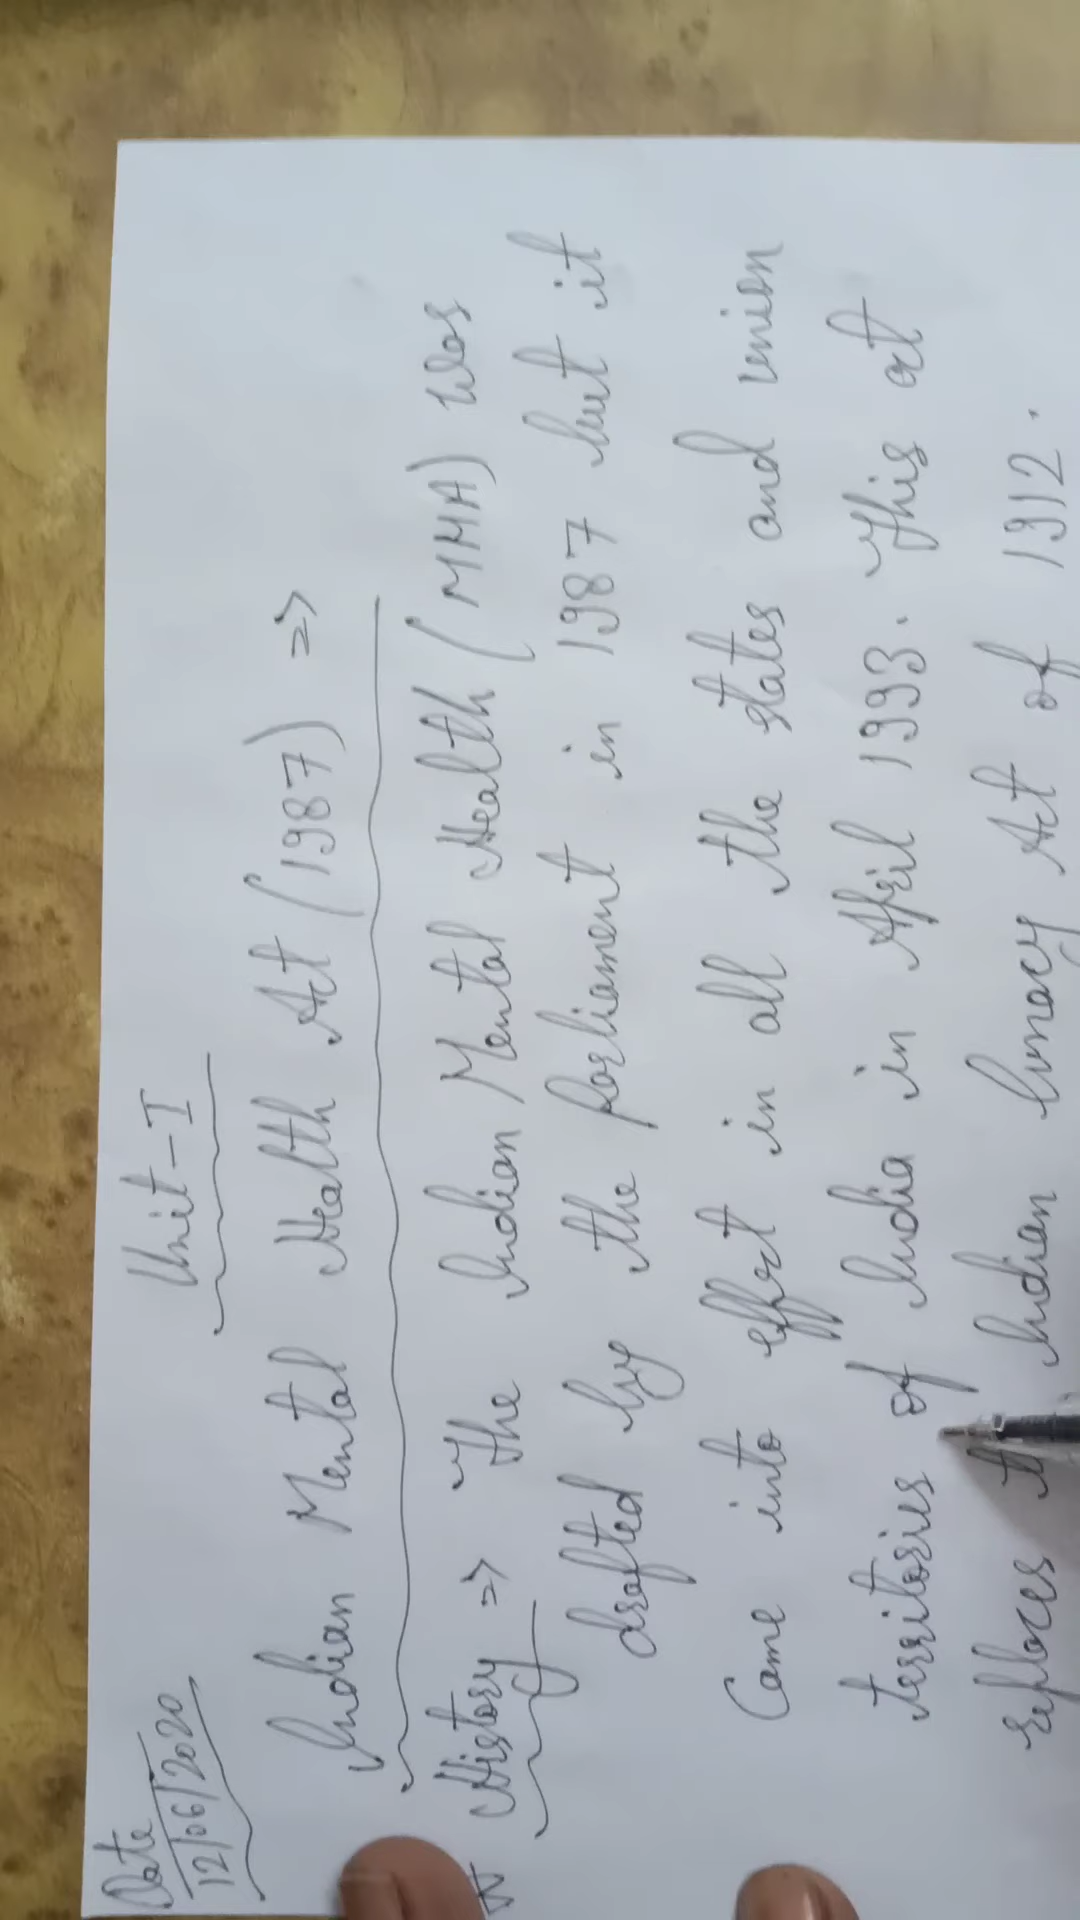 Date
12/06/2020
Unit - I
Indian Mental Health Act (1987) =>
* History => The Indian Mental Health (MHA) was
drafted by the parliament in 1987 but it
Came into effect in all the states and union
territories of India in April 1993. This act
replaces the Indian lunacy Act of 1912.